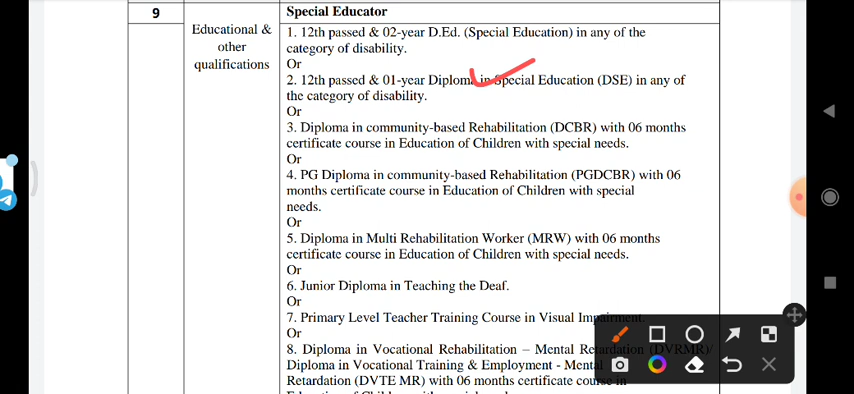 9
Special Educator
Educational &
other
qualifications
1. 12th passed & 02-year D.Ed. (Special Education) in any of the
category of disability.
Or
2. 12th passed & 01-year Diploma in Special Education (DSE) in any of
the category of disability.
Or
3. Diploma in community-based Rehabilitation (DCBR) with 06 months
certificate course in Education of Children with special needs.
Or
4. PG Diploma in community-based Rehabilitation (PGDCBR) with 06
months certificate course in Education of Children with special
needs.
Or
5. Diploma in Multi Rehabilitation Worker (MRW) with 06 months
certificate course in Education of Children with special needs.
Or
6. Junior Diploma in Teaching the Deaf.
Or
7. Primary Level Teacher Training Course in Visual Impairment.
Or
8. Diploma in Vocational Rehabilitation – Mental Retardation (DVRMR)/
Diploma in Vocational Training & Employment - Mental
Retardation (DVTE MR) with 06 months certificate course in